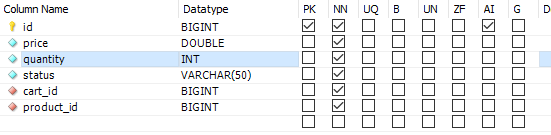 Column Name Datatype PK NN UQ B UN ZF AI G
id BIGINT
price DOUBLE
quantity INT
status VARCHAR(50)
cart_id BIGINT
product_id BIGINT